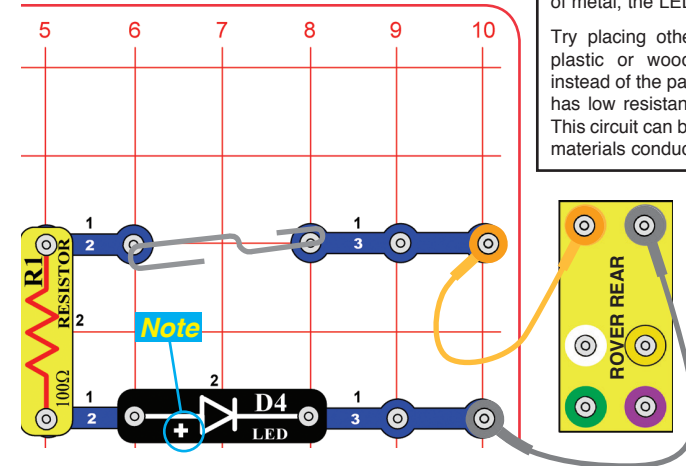 of metal, the LED
Try placing othe
plastic or wood
instead of the pa
has low resistan
This circuit can b
materials conduc
5 6 7 8 9 10
1
2
1
3
R1
RESISTOR
100Ω
2
Note
1
2
2
D4
LED
+
1
3
ROVER REAR